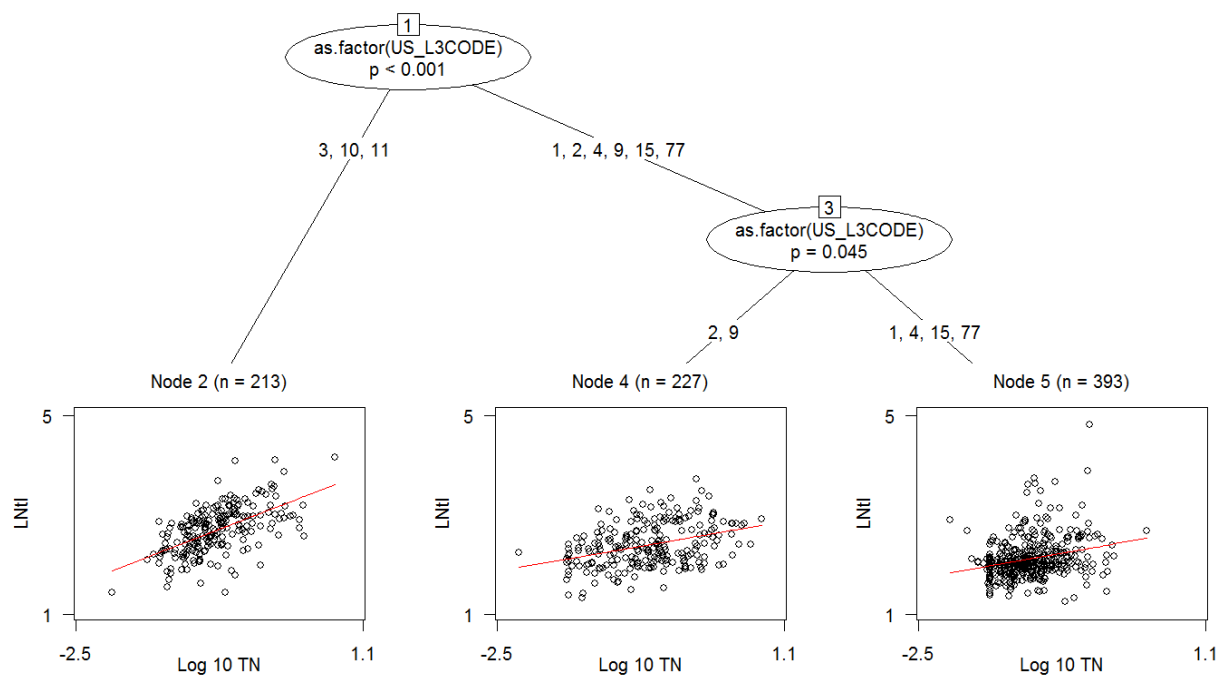 1
as.factor(US_L3CODE)
p < 0.001
3, 10, 11
1, 2, 4, 9, 15, 77
3
as.factor(US_L3CODE)
p = 0.045
2, 9
1, 4, 15, 77
Node 2 (n = 213)
5
LNtl
1
-2.5
1.1
Log 10 TN
Node 4 (n = 227)
5
LNtl
1
-2.5
1.1
Log 10 TN
Node 5 (n = 393)
5
LNtl
1
-2.5
1.1
Log 10 TN